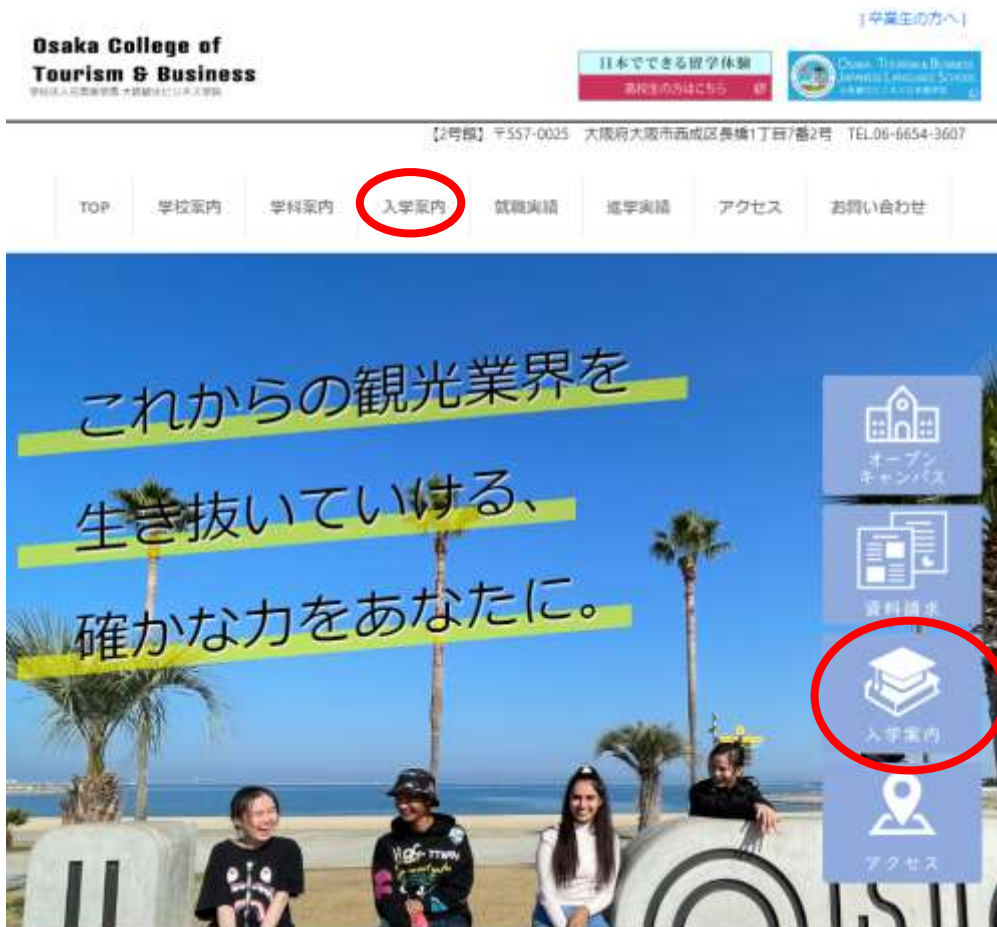 [卒業生の方へ]
Osaka College of
Tourism & Business
日本でできる留学体験
高校生の方はこちら
OSAKA TOURISM & BUSINESS
JAPANESE LANGUAGE SCHOOL
【2号館】 〒557-0025 大阪府大阪市西成区長橋1丁目7番2号 TEL.06-6654-3607
TOP 学校案内 学科案内 入学案内 就職実績 進学実績 アクセス お問い合わせ
これからの観光業界を
生き抜いていける、
確かな力をあなたに。
オープン
キャンパス
資料請求
入学案内
アクセス